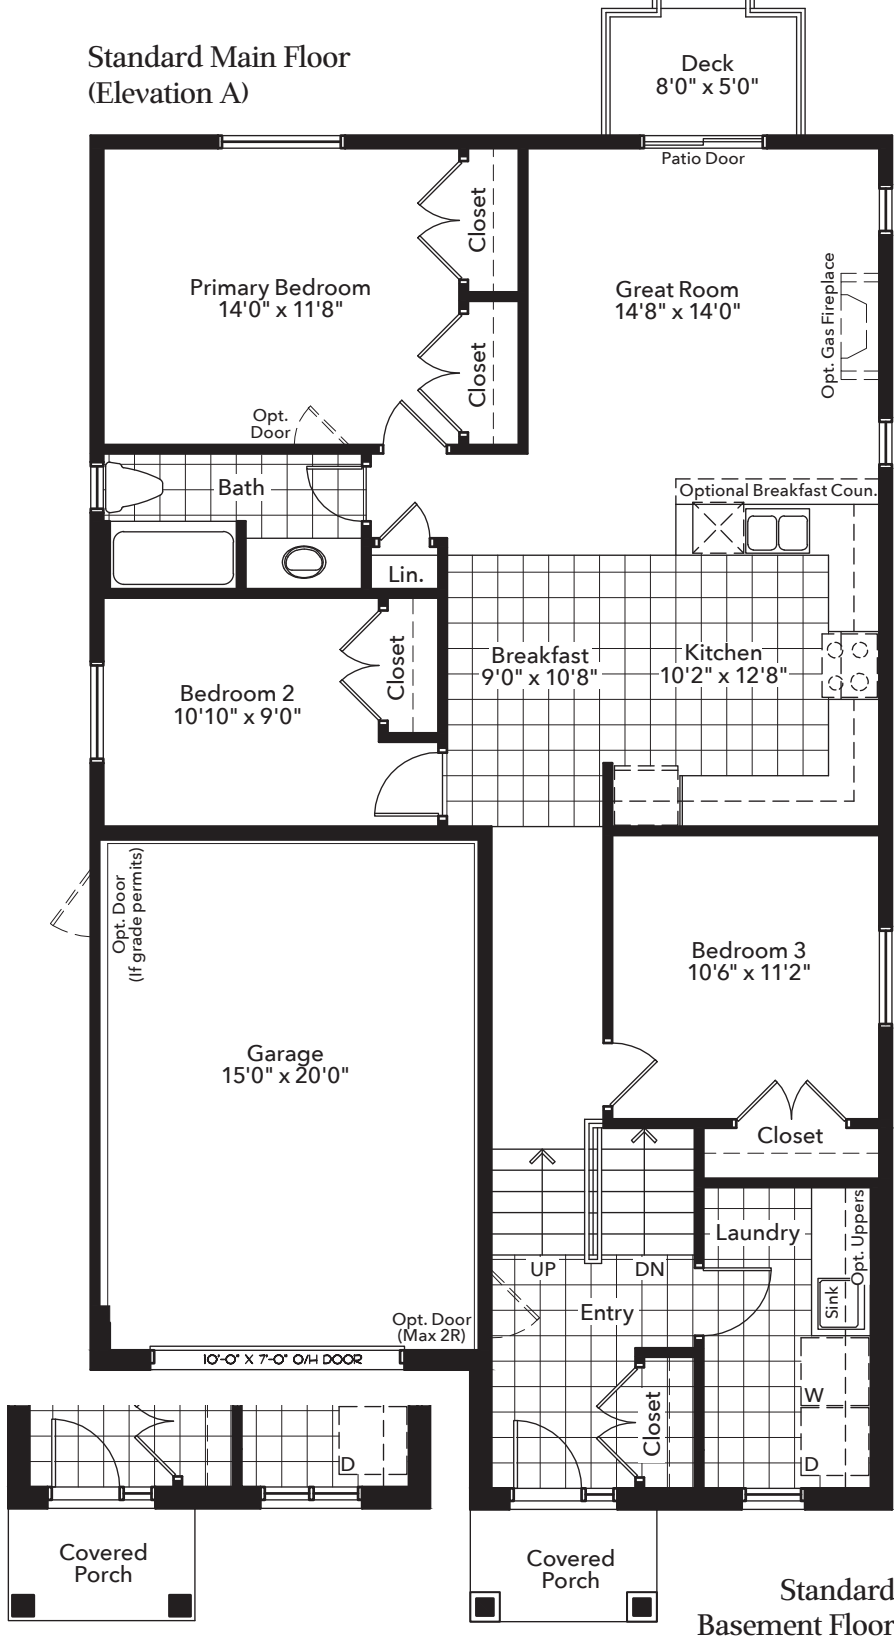 Standard Main Floor
(Elevation A)
Deck
8'0" x 5'0"
Patio Door
Closet
Primary Bedroom
14'0" x 11'8"
Great Room
14'8" x 14'0"
Opt. Gas Fireplace
Closet
Opt.
Door
Bath
Optional Breakfast Coun.
Lin.
Closet
Breakfast
9'0" x 10'8"
Kitchen
10'2" x 12'8"
Bedroom 2
10'10" x 9'0"
Opt. Door
(If grade permits)
Bedroom 3
10'6" x 11'2"
Garage
15'0" x 20'0"
Closet
Laundry
Opt. Uppers
UP
DN
Sink
Entry
Opt. Door
(Max 2R)
10'-0" X 7'-0" O/H DOOR
W
Closet
D
D
Covered
Porch
Covered
Porch
Standard
Basement Floor